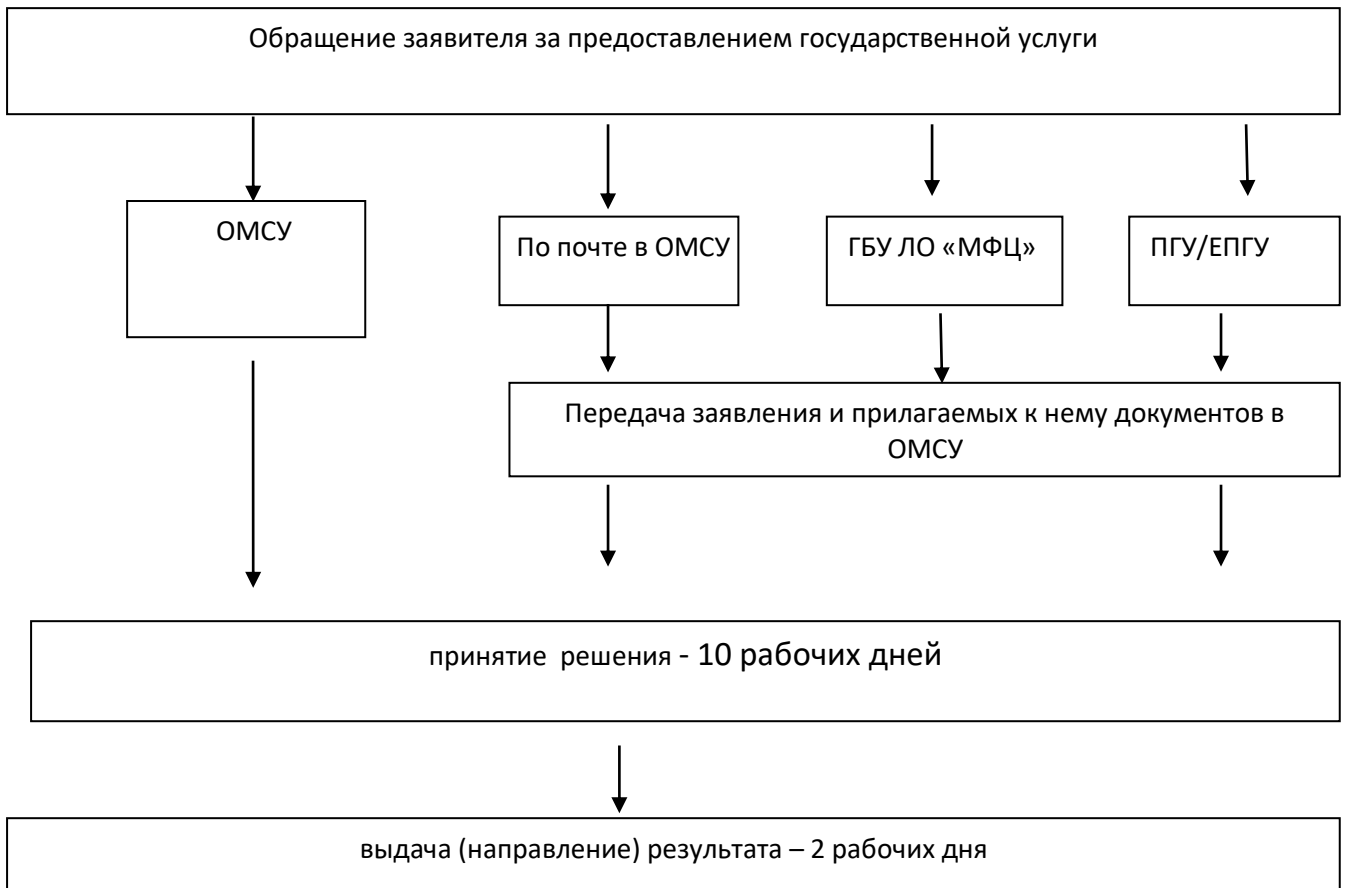 Обращение заявителя за предоставлением государственной услуги
ОМСУ
По почте в ОМСУ
ГБУ ЛО «МФЦ»
ПГУ/ЕПГУ
Передача заявления и прилагаемых к нему документов в
ОМСУ
принятие решения - 10 рабочих дней
выдача (направление) результата – 2 рабочих дня